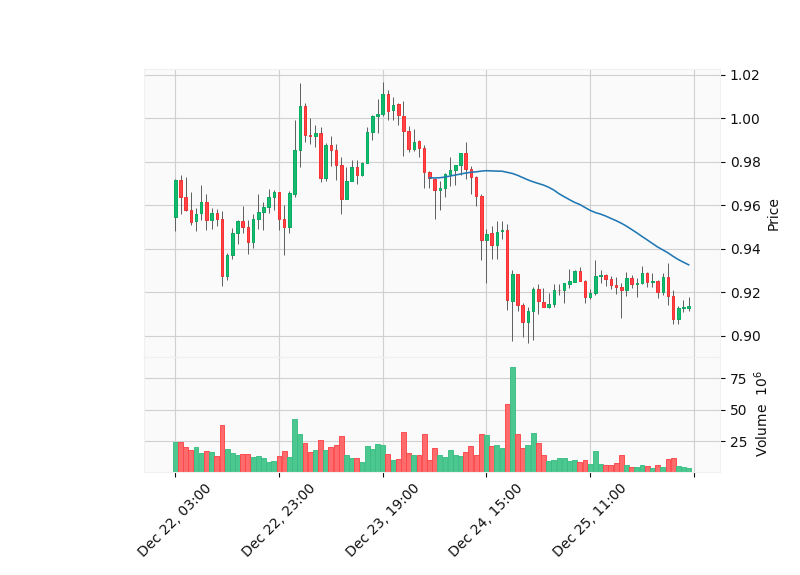 1.02
1.00
0.98
0.96
0.94
0.92
0.90
Price
75
50
25
Volume 10⁶
Dec 22, 03:00
Dec 22, 23:00
Dec 23, 19:00
Dec 24, 15:00
Dec 25, 11:00